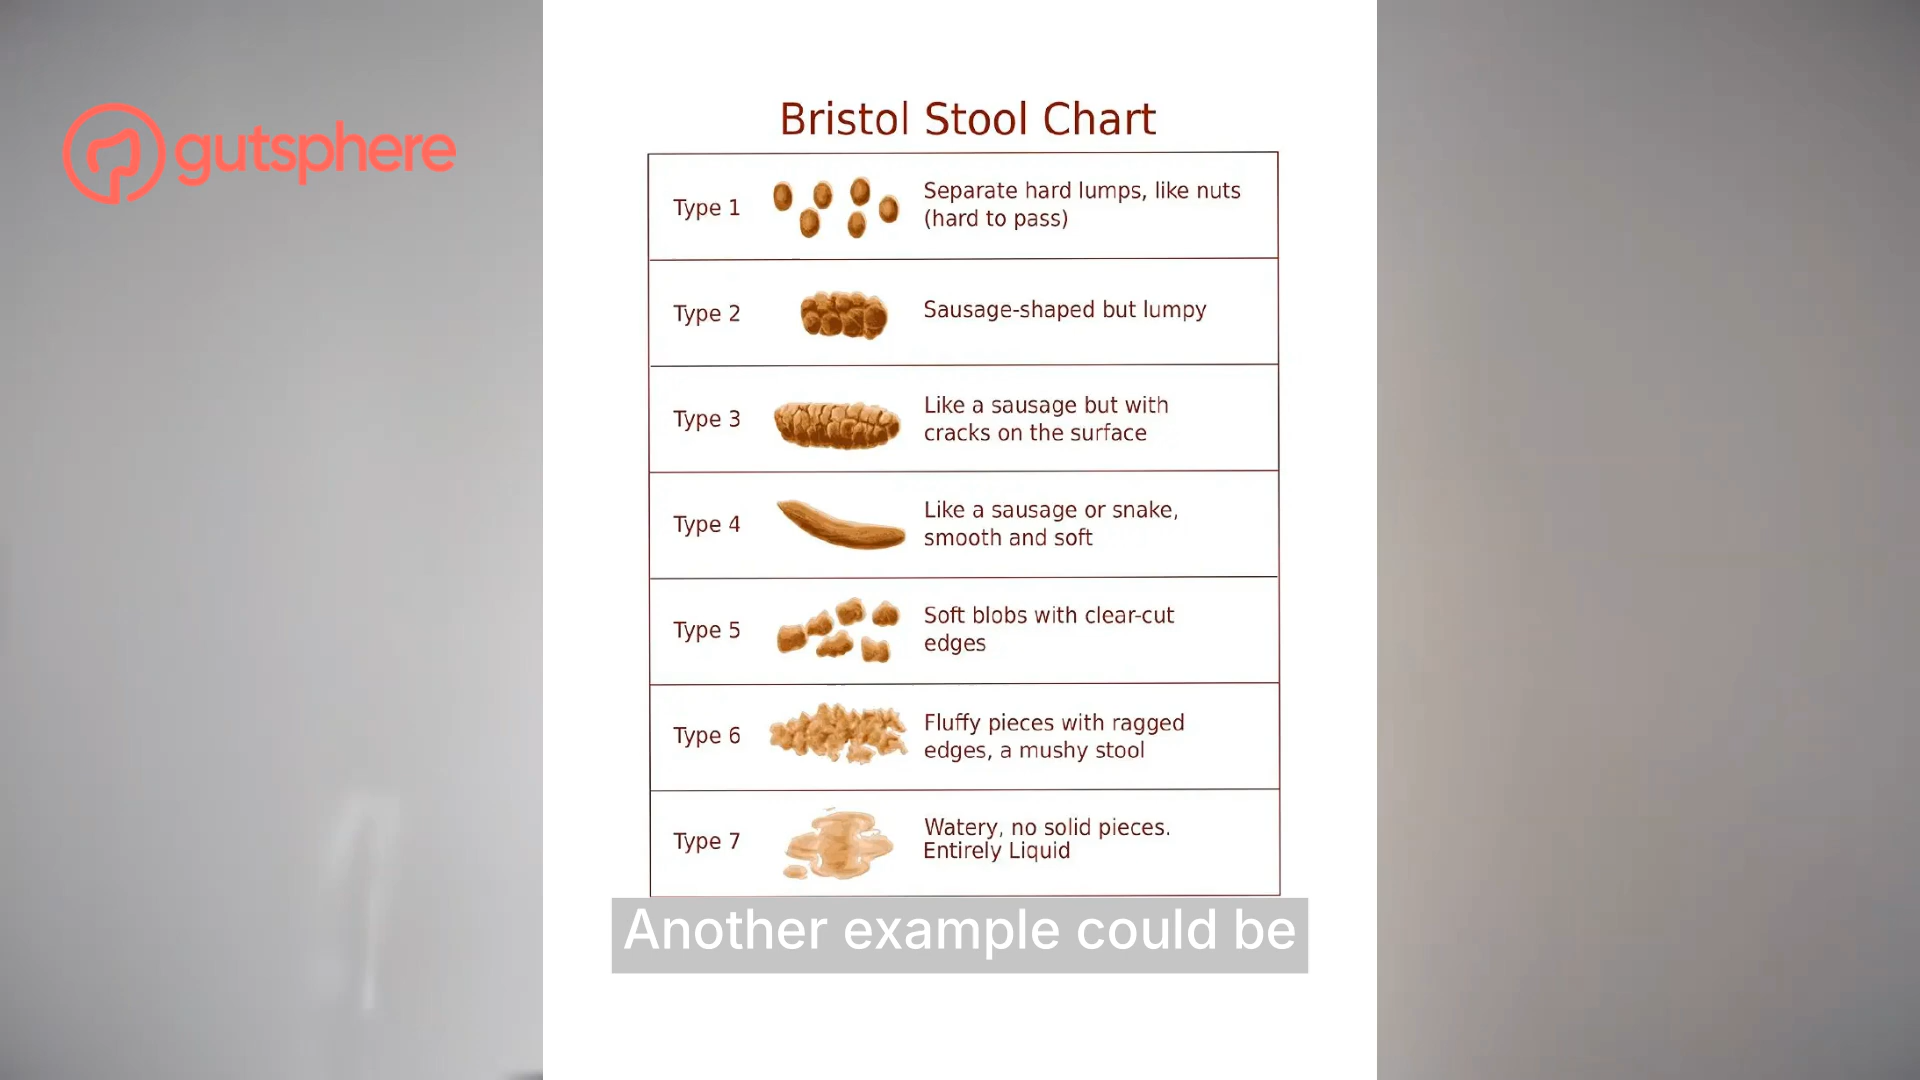 gutsphere
Bristol Stool Chart
Type 1
Separate hard lumps, like nuts
(hard to pass)
Type 2
Sausage-shaped but lumpy
Type 3
Like a sausage but with
cracks on the surface
Type 4
Like a sausage or snake,
smooth and soft
Type 5
Soft blobs with clear-cut
edges
Type 6
Fluffy pieces with ragged
edges, a mushy stool
Type 7
Watery, no solid pieces.
Entirely Liquid
Another example could be